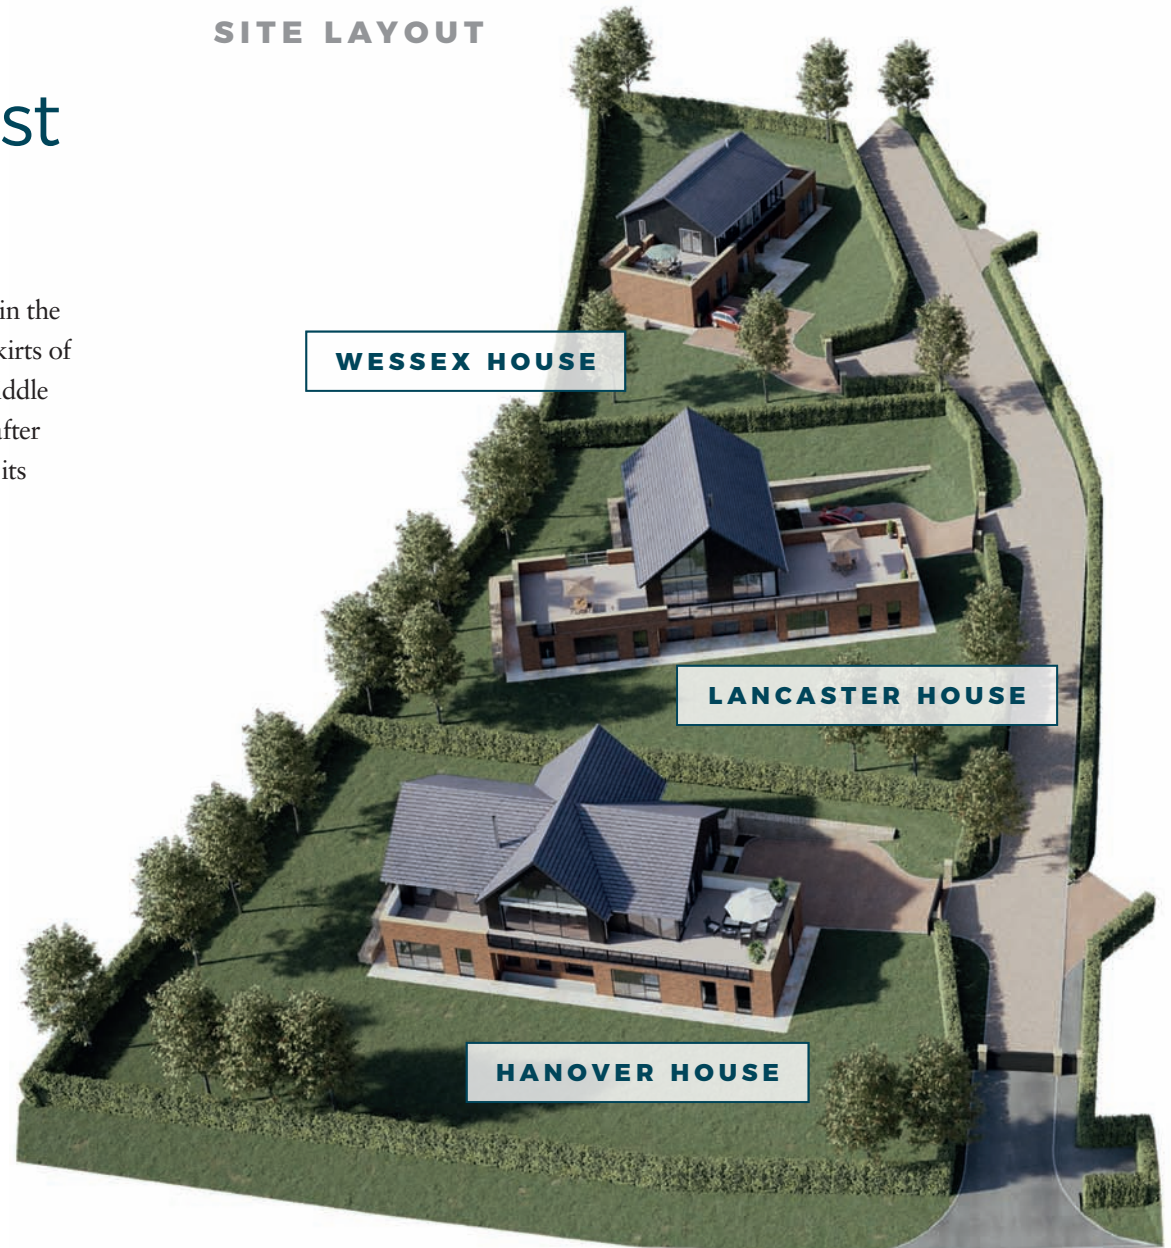 SITE LAYOUT
st
in the
kirts of
ddle
fter
its
WESSEX HOUSE
LANCASTER HOUSE
HANOVER HOUSE